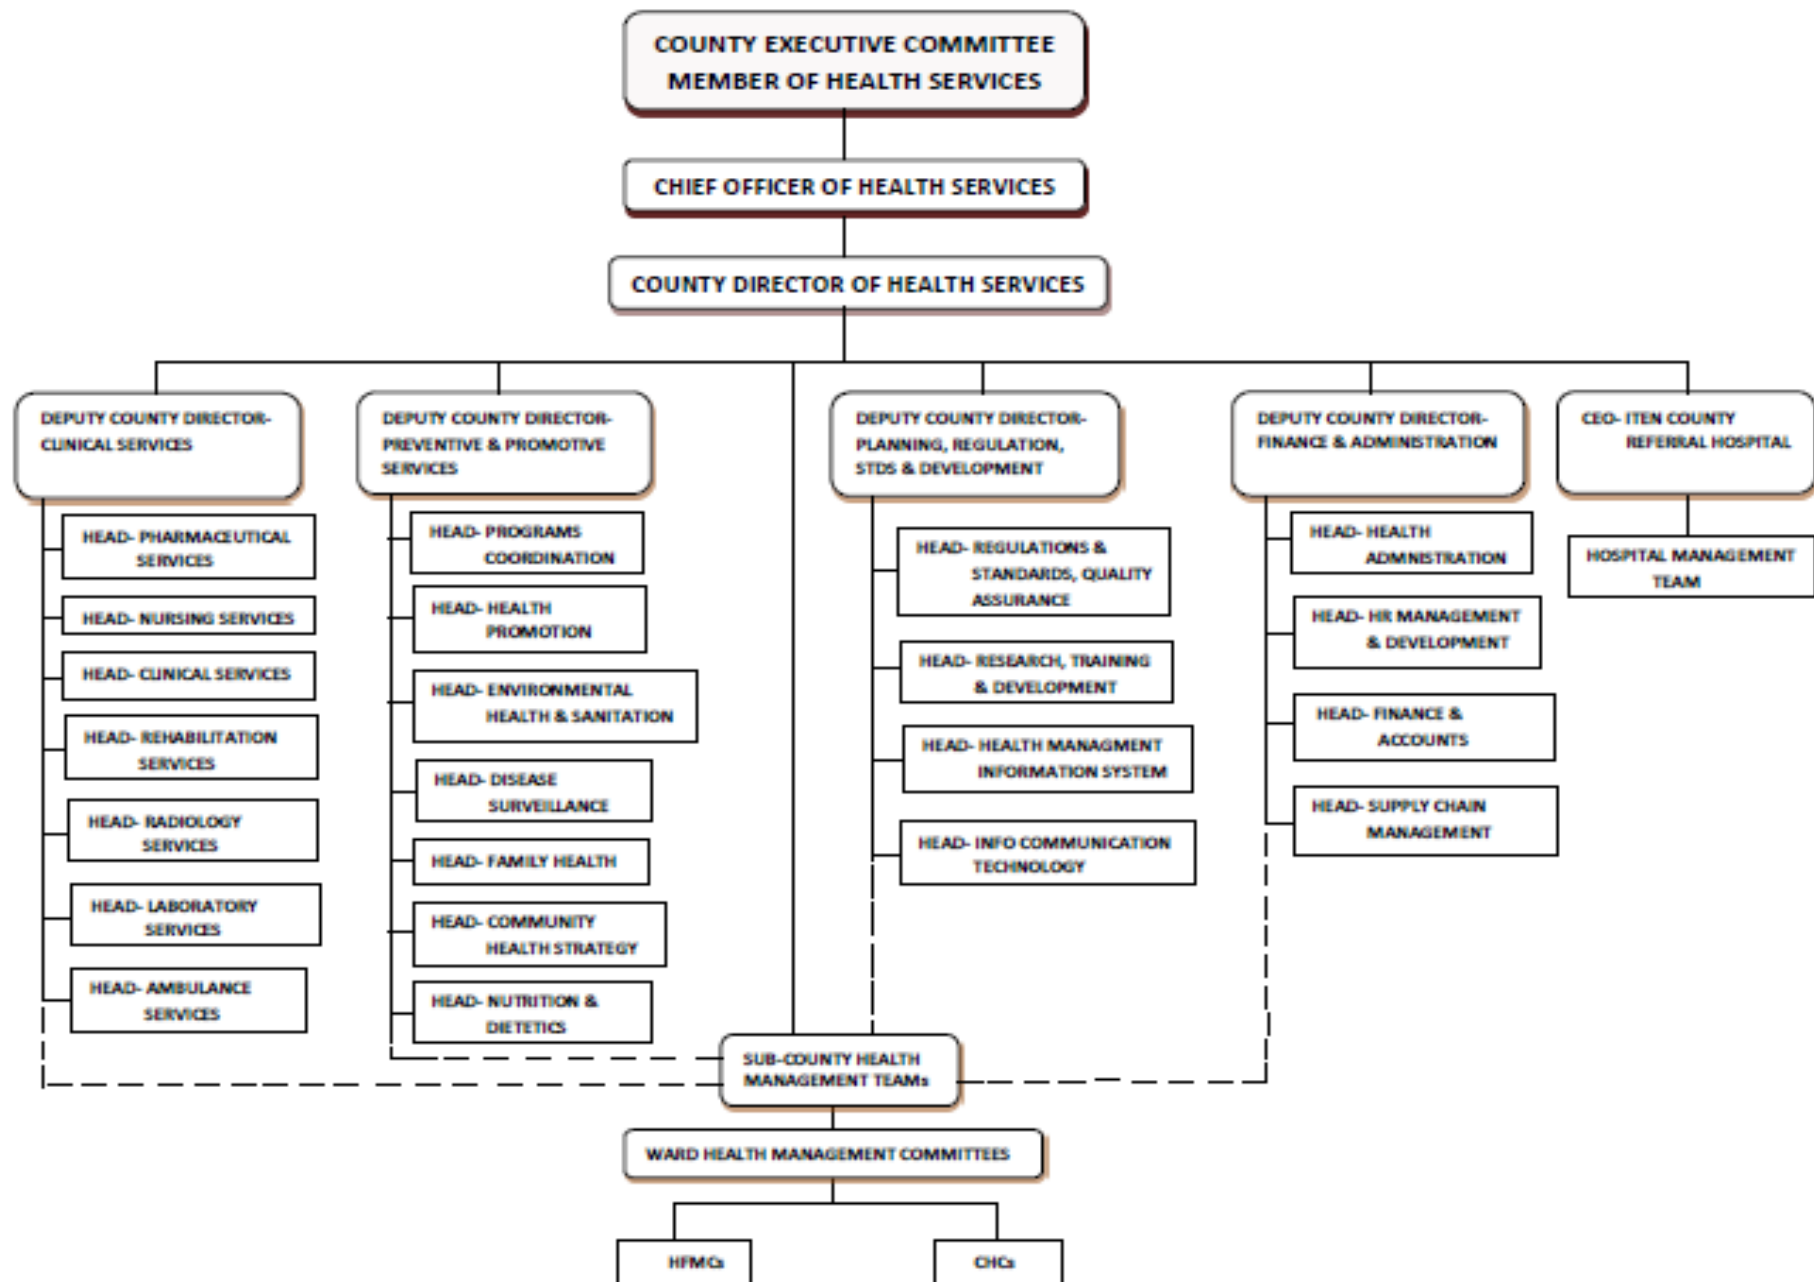 COUNTY EXECUTIVE COMMITTEE
MEMBER OF HEALTH SERVICES
CHIEF OFFICER OF HEALTH SERVICES
COUNTY DIRECTOR OF HEALTH SERVICES
DEPUTY COUNTY DIRECTOR-
CLINICAL SERVICES
HEAD- PHARMACEUTICAL
SERVICES
HEAD- NURSING SERVICES
HEAD- CLINICAL SERVICES
HEAD- REHABILITATION
SERVICES
HEAD- RADIOLOGY
SERVICES
HEAD- LABORATORY
SERVICES
HEAD- AMBULANCE
SERVICES
DEPUTY COUNTY DIRECTOR-
PREVENTIVE & PROMOTIVE
SERVICES
HEAD- PROGRAMS
COORDINATION
HEAD- HEALTH
PROMOTION
HEAD- ENVIRONMENTAL
HEALTH & SANITATION
HEAD- DISEASE
SURVEILLANCE
HEAD- FAMILY HEALTH
HEAD- COMMUNITY
HEALTH STRATEGY
HEAD- NUTRITION &
DIETETICS
DEPUTY COUNTY DIRECTOR-
PLANNING, REGULATION,
STDS & DEVELOPMENT
HEAD- REGULATIONS &
STANDARDS, QUALITY
ASSURANCE
HEAD- RESEARCH, TRAINING
& DEVELOPMENT
HEAD- HEALTH MANAGMENT
INFORMATION SYSTEM
HEAD- INFO COMMUNICATION
TECHNOLOGY
DEPUTY COUNTY DIRECTOR-
FINANCE & ADMINISTRATION
HEAD- HEALTH
ADMNISTRATION
HEAD- HR MANAGEMENT
& DEVELOPMENT
HEAD- FINANCE &
ACCOUNTS
HEAD- SUPPLY CHAIN
MANAGEMENT
CEO- ITEN COUNTY
REFERRAL HOSPITAL
HOSPITAL MANAGEMENT
TEAM
SUB-COUNTY HEALTH
MANAGEMENT TEAMs
WARD HEALTH MANAGEMENT COMMITTEES
HFMCs
CHCs